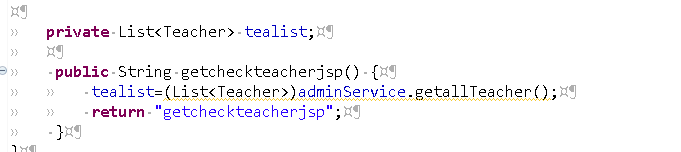 private List<Teacher> tealist;
public String getcheckteacherjsp() {
tealist=(List<Teacher>)adminService.getallTeacher();
return "getcheckteacherjsp";
}